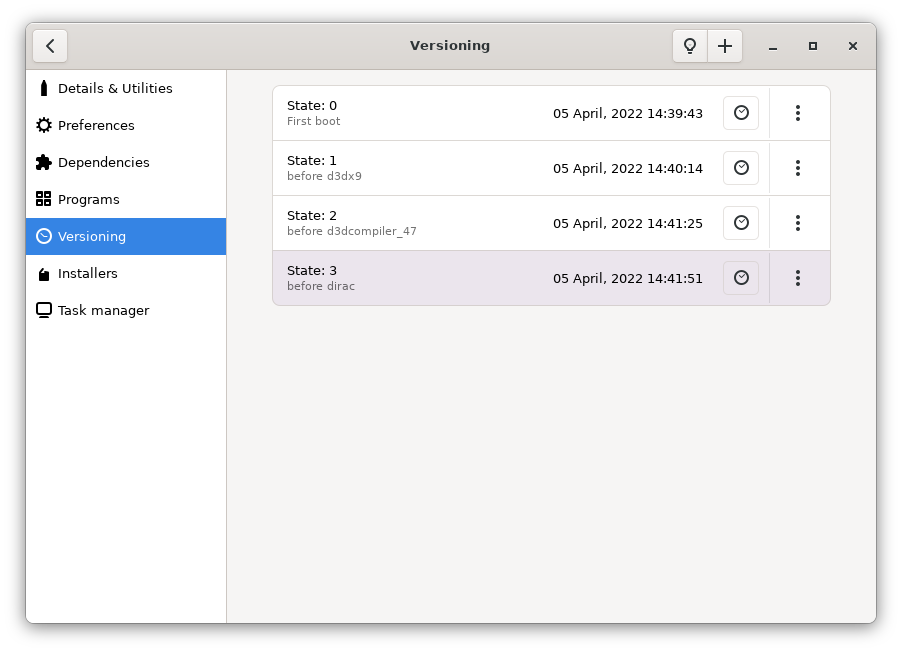 Versioning
Details & Utilities
Preferences
Dependencies
Programs
Versioning
Installers
Task manager
State: 0
First boot
05 April, 2022 14:39:43
State: 1
before d3dx9
05 April, 2022 14:40:14
State: 2
before d3dcompiler_47
05 April, 2022 14:41:25
State: 3
before dirac
05 April, 2022 14:41:51